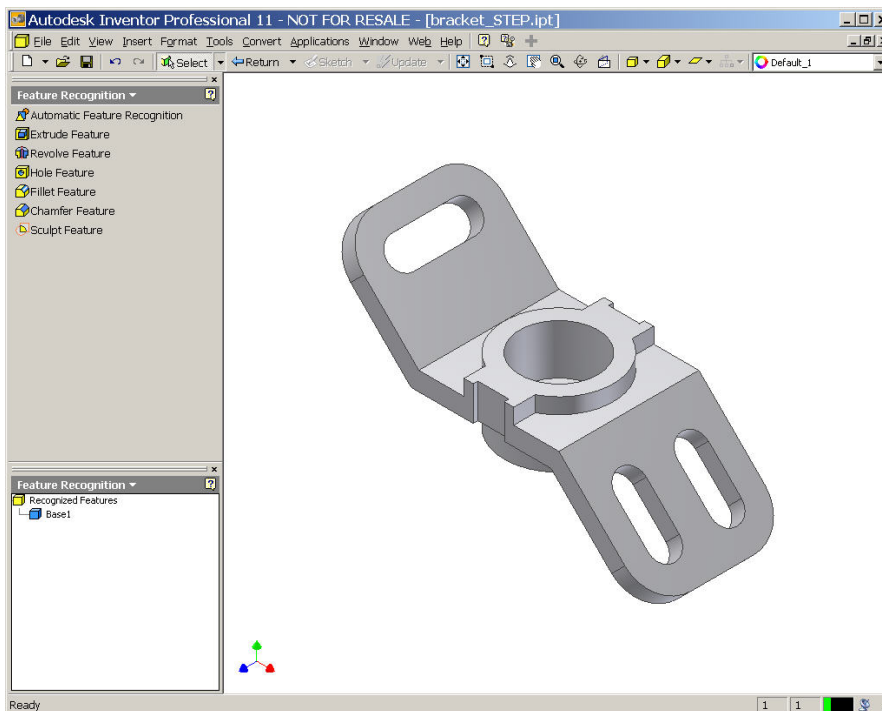 Autodesk Inventor Professional 11 - NOT FOR RESALE - [bracket_STEP.ipt]
File Edit View Insert Format Tools Convert Applications Window Web Help
Select Return Sketch Update Default_1
Feature Recognition
Automatic Feature Recognition
Extrude Feature
Revolve Feature
Hole Feature
Fillet Feature
Chamfer Feature
Sculpt Feature
Feature Recognition
Recognized Features
Base1
Ready 1 1